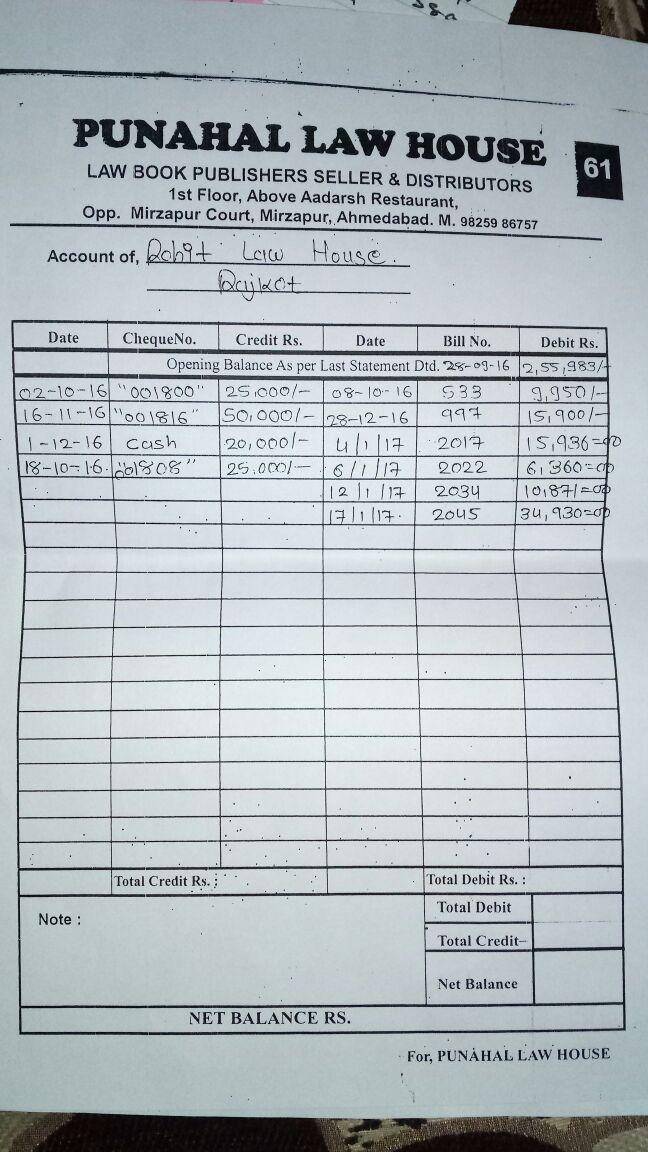 PUNAHAL LAW HOUSE
61
LAW BOOK PUBLISHERS SELLER & DISTRIBUTORS
1st Floor, Above Aadarsh Restaurant,
Opp. Mirzapur Court, Mirzapur, Ahmedabad. M. 98259 86757
Account of, Rohit Law House.
Rajkot
Date ChequeNo. Credit Rs. Date Bill No. Debit Rs.
Opening Balance As per Last Statement Dtd. 28-09-16 2,55,983/-
02-10-16 "001800" 25,000/- 08-10-16 533 9,950/-
16-11-16 "001816" 50,000/- 28-12-16 997 15,900/-
1-12-16 cash 20,000/- 4/1/17 2017 15,936=00
18-10-16. "001808" 25,000/- 6/1/17 2022 6,360=00
12/1/17 2034 10,871=00
17/1/17. 2045 34,930=00
Total Credit Rs. : Total Debit Rs. :
Note :
Total Debit
Total Credit-
Net Balance
NET BALANCE RS.
For, PUNAHAL LAW HOUSE